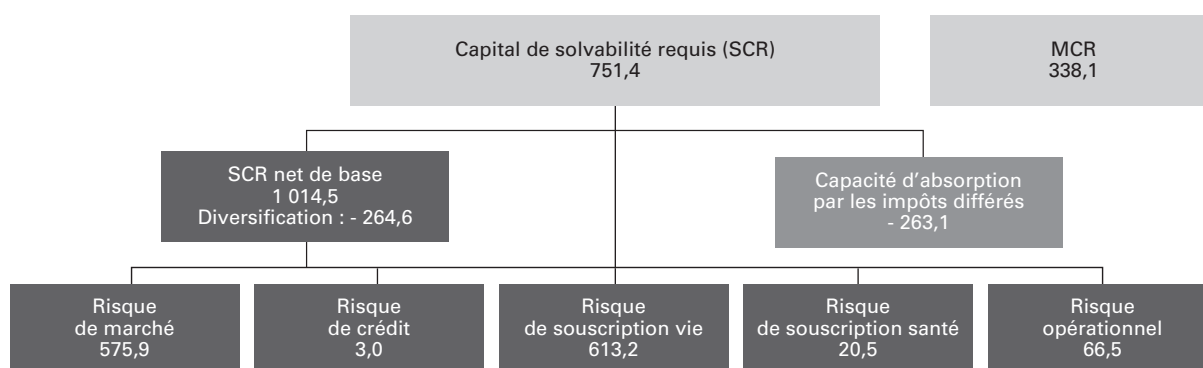 Capital de solvabilité requis (SCR)
751,4
MCR
338,1
SCR net de base
1 014,5
Diversification : - 264,6
Capacité d’absorption
par les impôts différés
- 263,1
Risque
de marché
575,9
Risque
de crédit
3,0
Risque
de souscription vie
613,2
Risque
de souscription santé
20,5
Risque
opérationnel
66,5